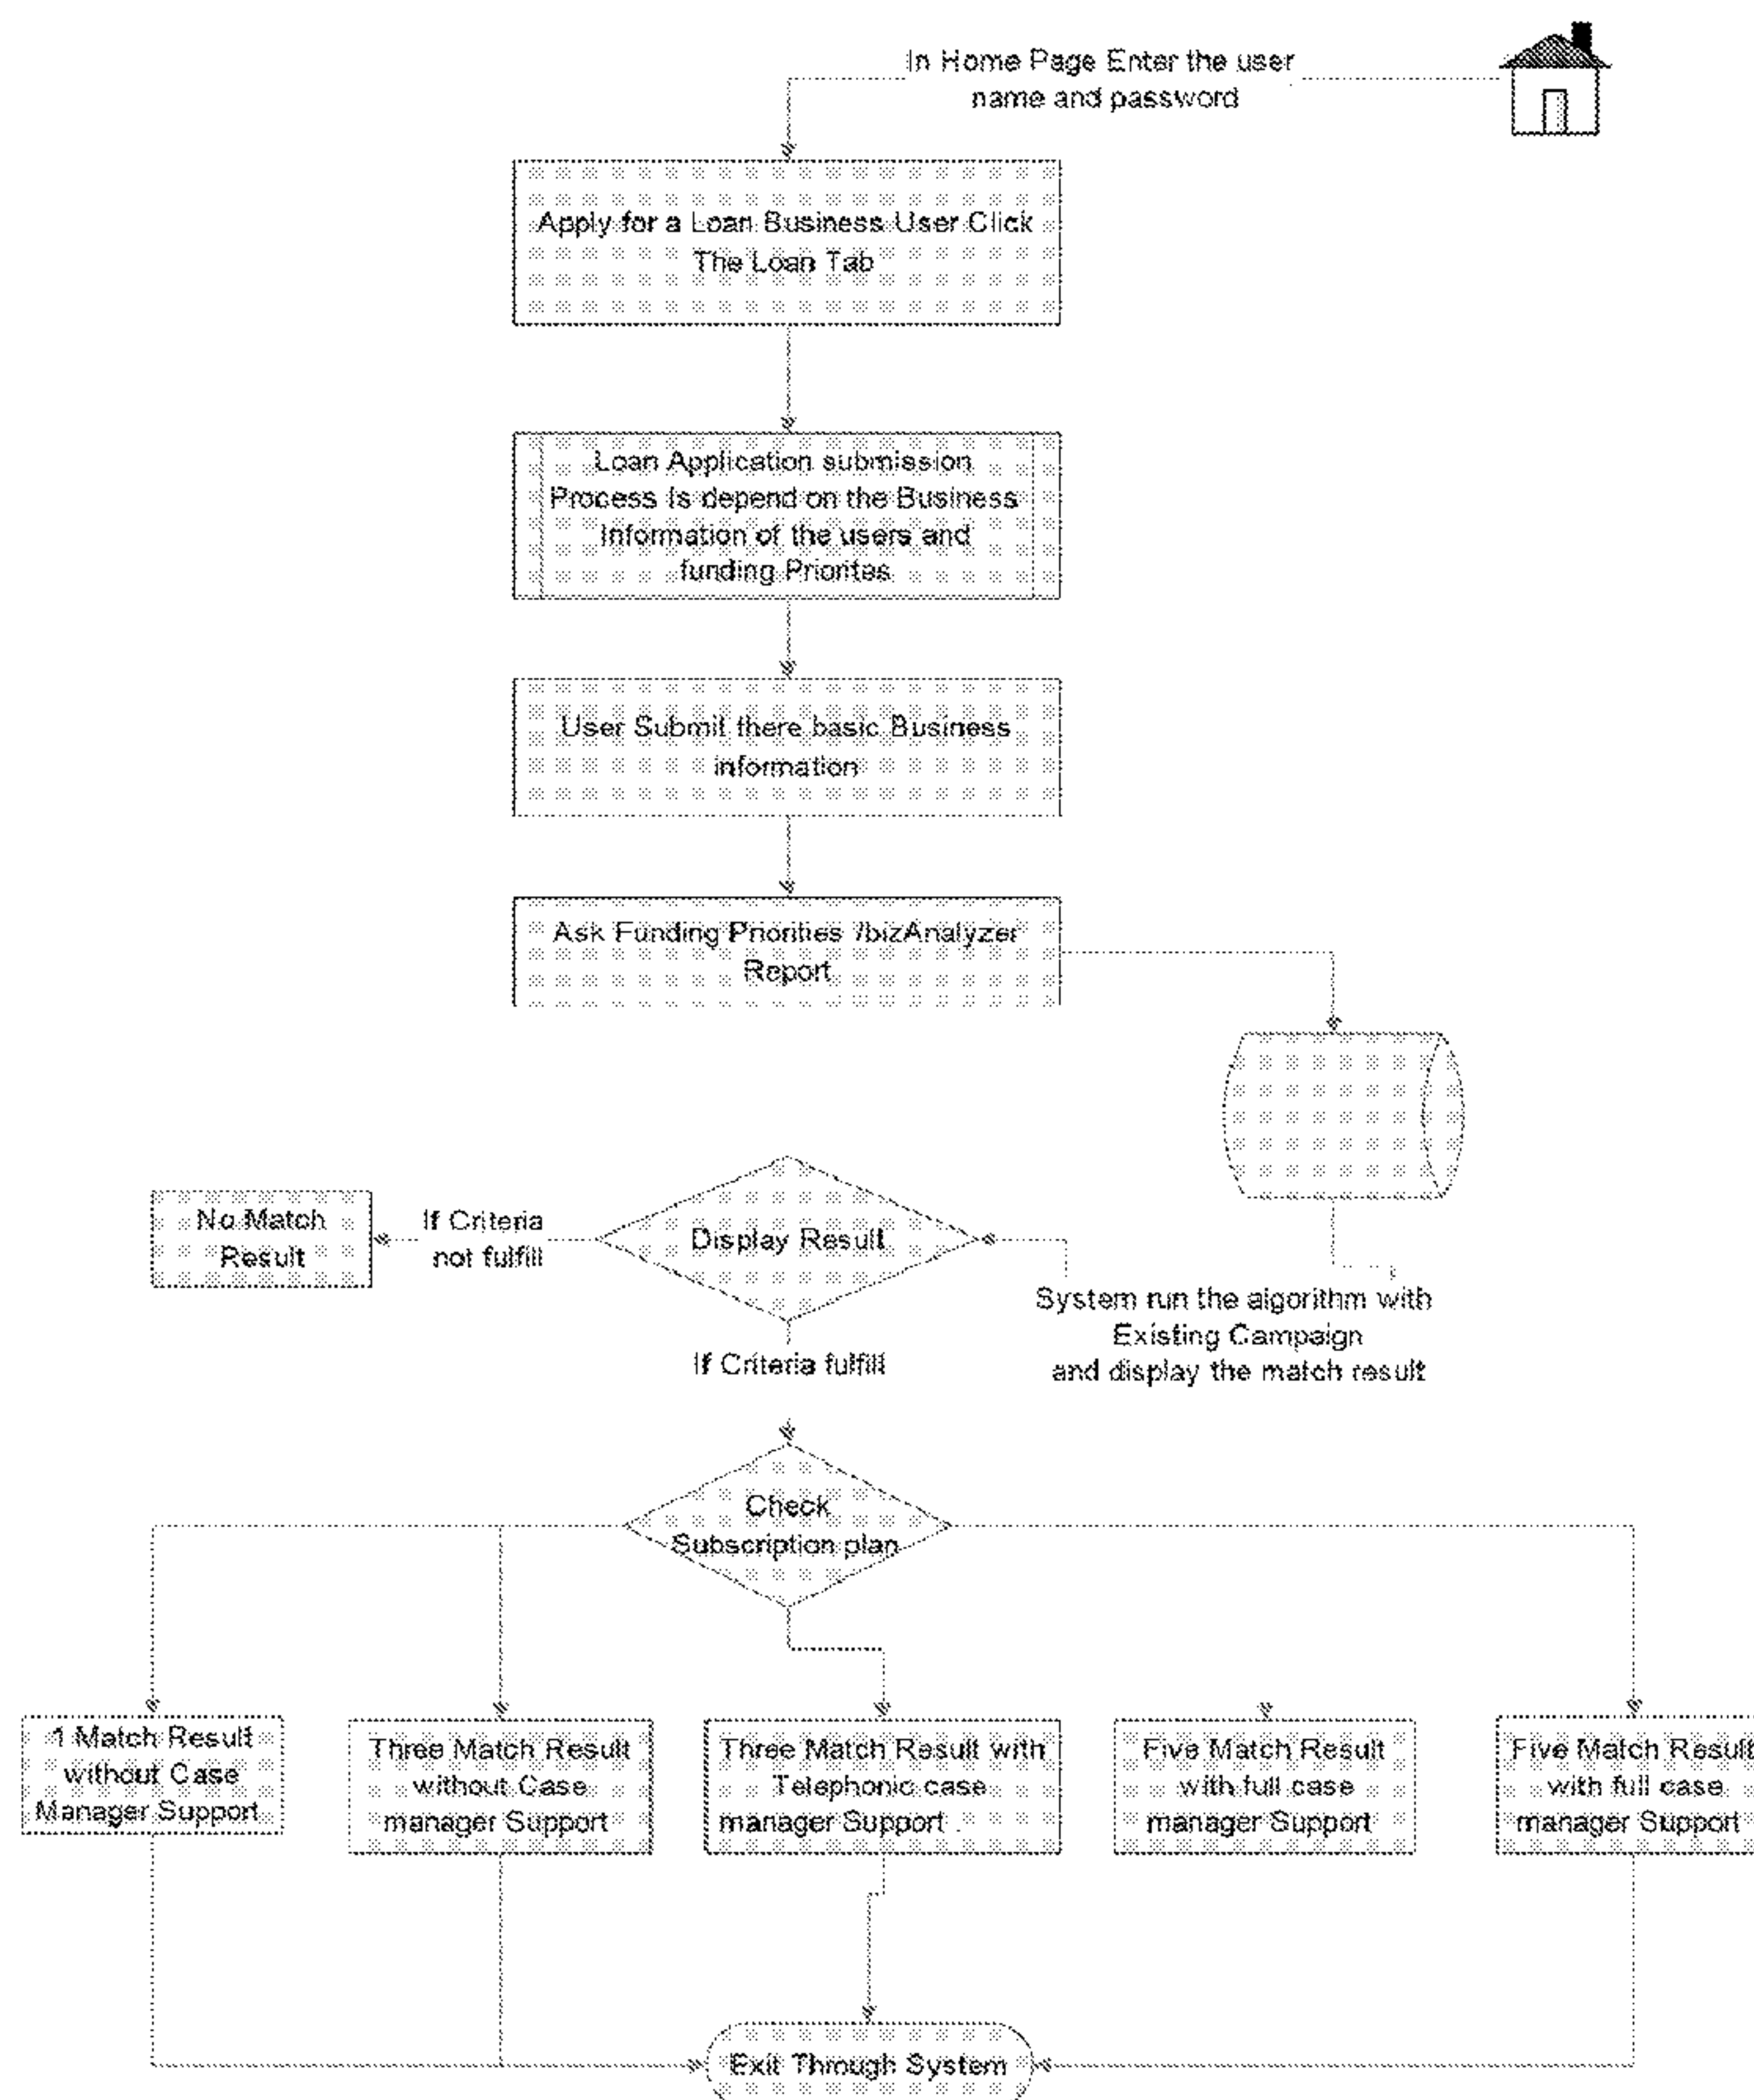 In Home Page Enter the user
name and password
Apply for a Loan Business User Click
The Loan Tab
Loan Application submission
Process Is depend on the Business
Information of the users and
funding Priorites
User Submit there basic Business
information
Ask Funding Priorities /bizAnalyzer
Report
No Match
Result
If Criteria
not fulfill
Display Result
System run the algorithm with
Existing Campaign
and display the match result
If Criteria fulfill
Check
Subscription plan
1 Match Result
without Case
Manager Support
Three Match Result
without Case
manager Support
Three Match Result with
Telephonic case
manager Support .
Five Match Result
with full case
manager Support
Five Match Result
with full case
manager Support
Exit Through System